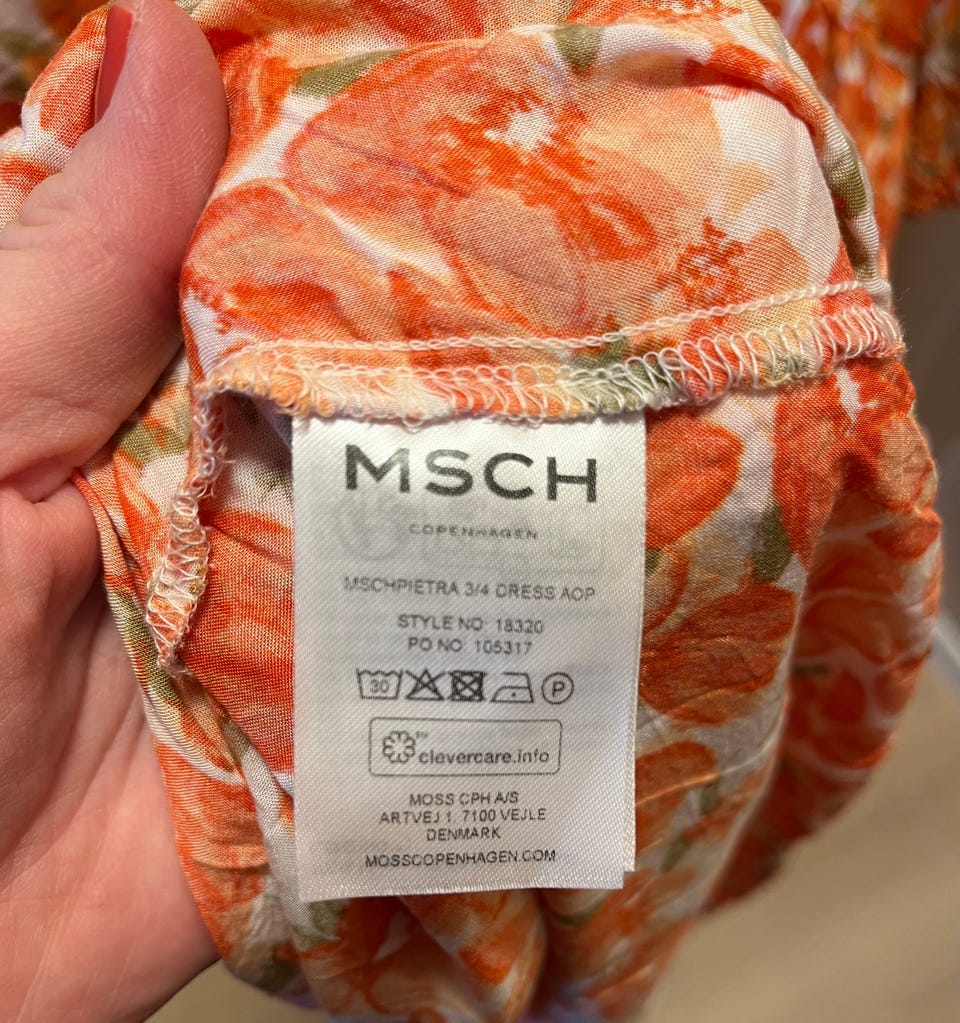 MSCH
COPENHAGEN
MSCHPIETRA 3/4 DRESS AOP
STYLE NO: 18320
PO NO: 105317
30 P
clevercare.info
MOSS CPH A/S
ARTVEJ 1, 7100 VEJLE
DENMARK
MOSSCOPENHAGEN.COM